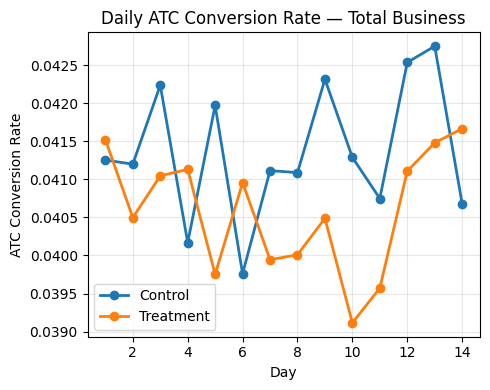 Daily ATC Conversion Rate — Total Business
ATC Conversion Rate
0.0425
0.0420
0.0415
0.0410
0.0405
0.0400
0.0395
0.0390
Control
Treatment
2 4 6 8 10 12 14
Day